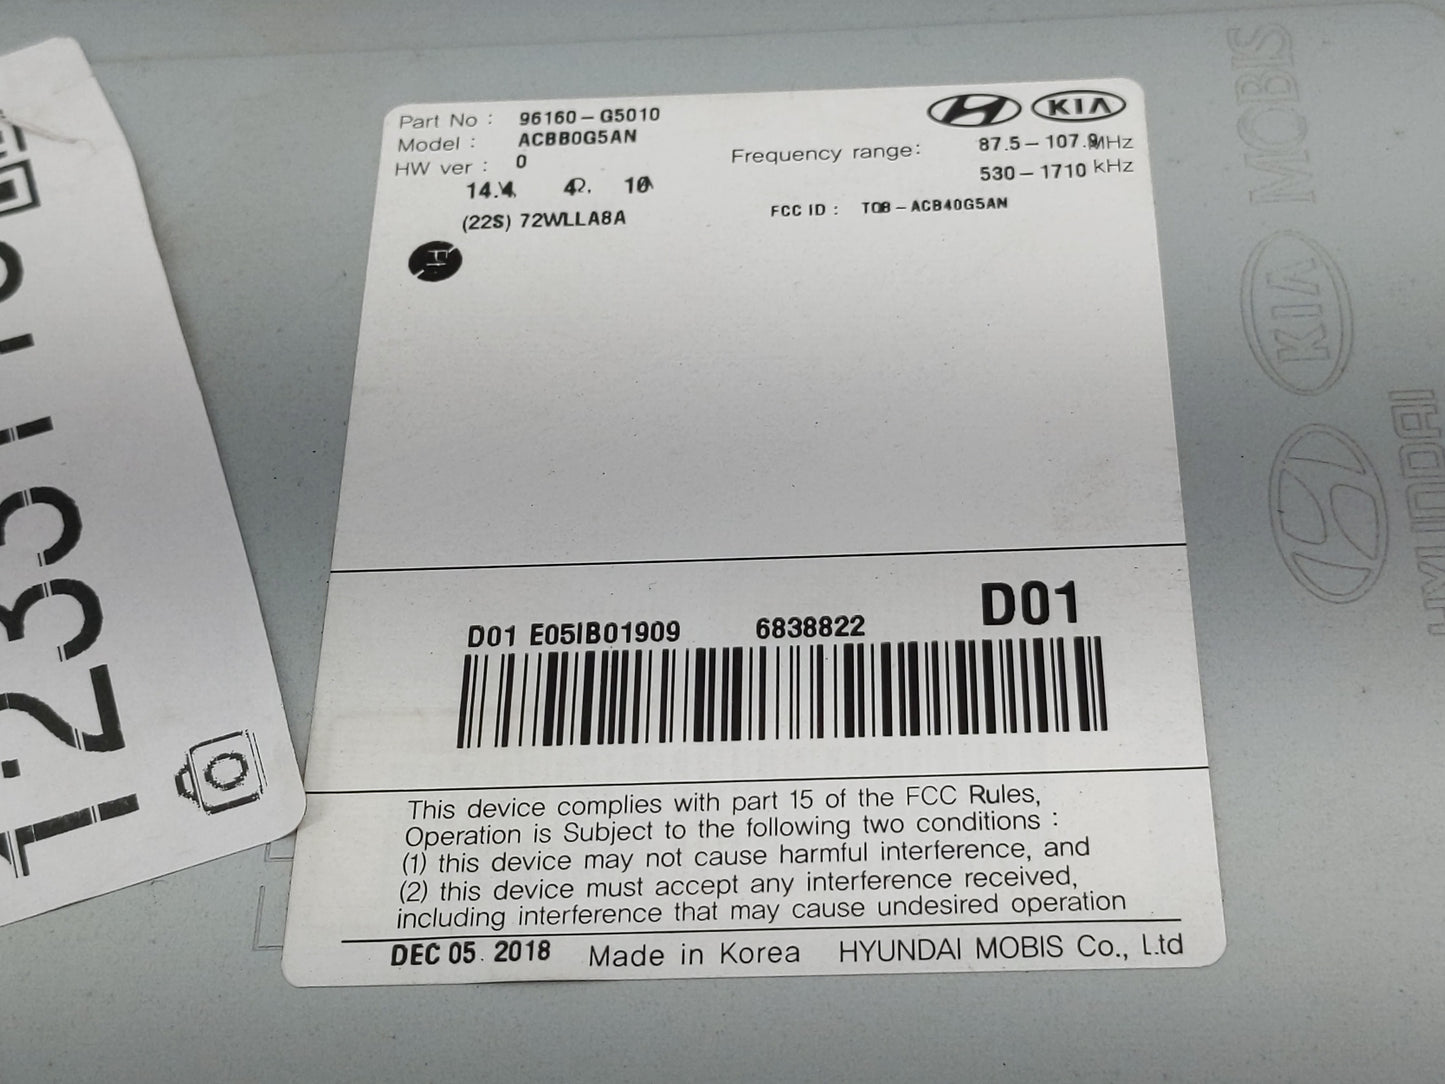 Part No : 96160-G5010
Model : ACBB0G5AN
HW ver : 0
(22S) 72WLLA8A
HYUNDAI KIA
Frequency range: 87.5-107.9MHz
530-1710 kHz
FCC ID : TQB-ACB40G5AN
D01
D01 E05IB01909 6838822
This device complies with part 15 of the FCC Rules,
Operation is Subject to the following two conditions :
(1) this device may not cause harmful interference, and
(2) this device must accept any interference received,
including interference that may cause undesired operation
DEC 05. 2018 Made in Korea HYUNDAI MOBIS Co., Ltd
MOBIS
KIA